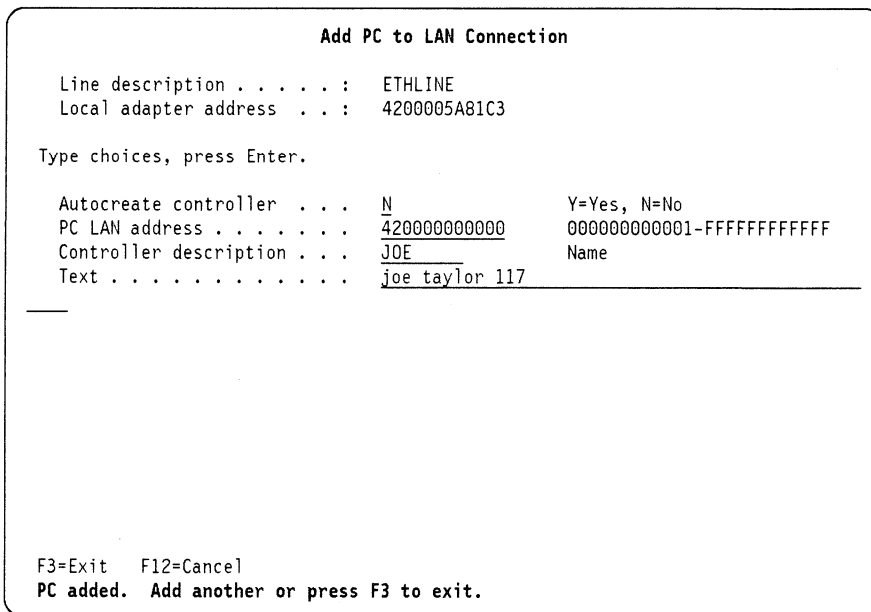 Add PC to LAN Connection
Line description . . . . . : ETHLINE
Local adapter address . . : 4200005A81C3
Type choices, press Enter.
Autocreate controller . . . N Y=Yes, N=No
PC LAN address . . . . . . . 420000000000 000000000001-FFFFFFFFFFFF
Controller description . . . JOE Name
Text . . . . . . . . . . . . joe taylor 117
F3=Exit F12=Cancel
PC added. Add another or press F3 to exit.